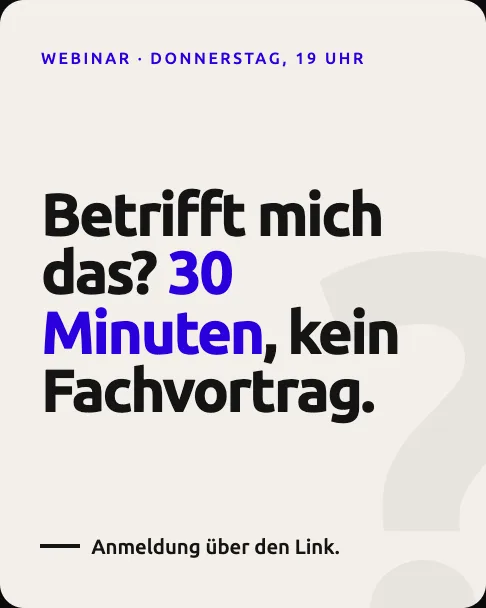 WEBINAR · DONNERSTAG, 19 UHR
Betrifft mich
das? 30
Minuten, kein
Fachvortrag.
Anmeldung über den Link.
?